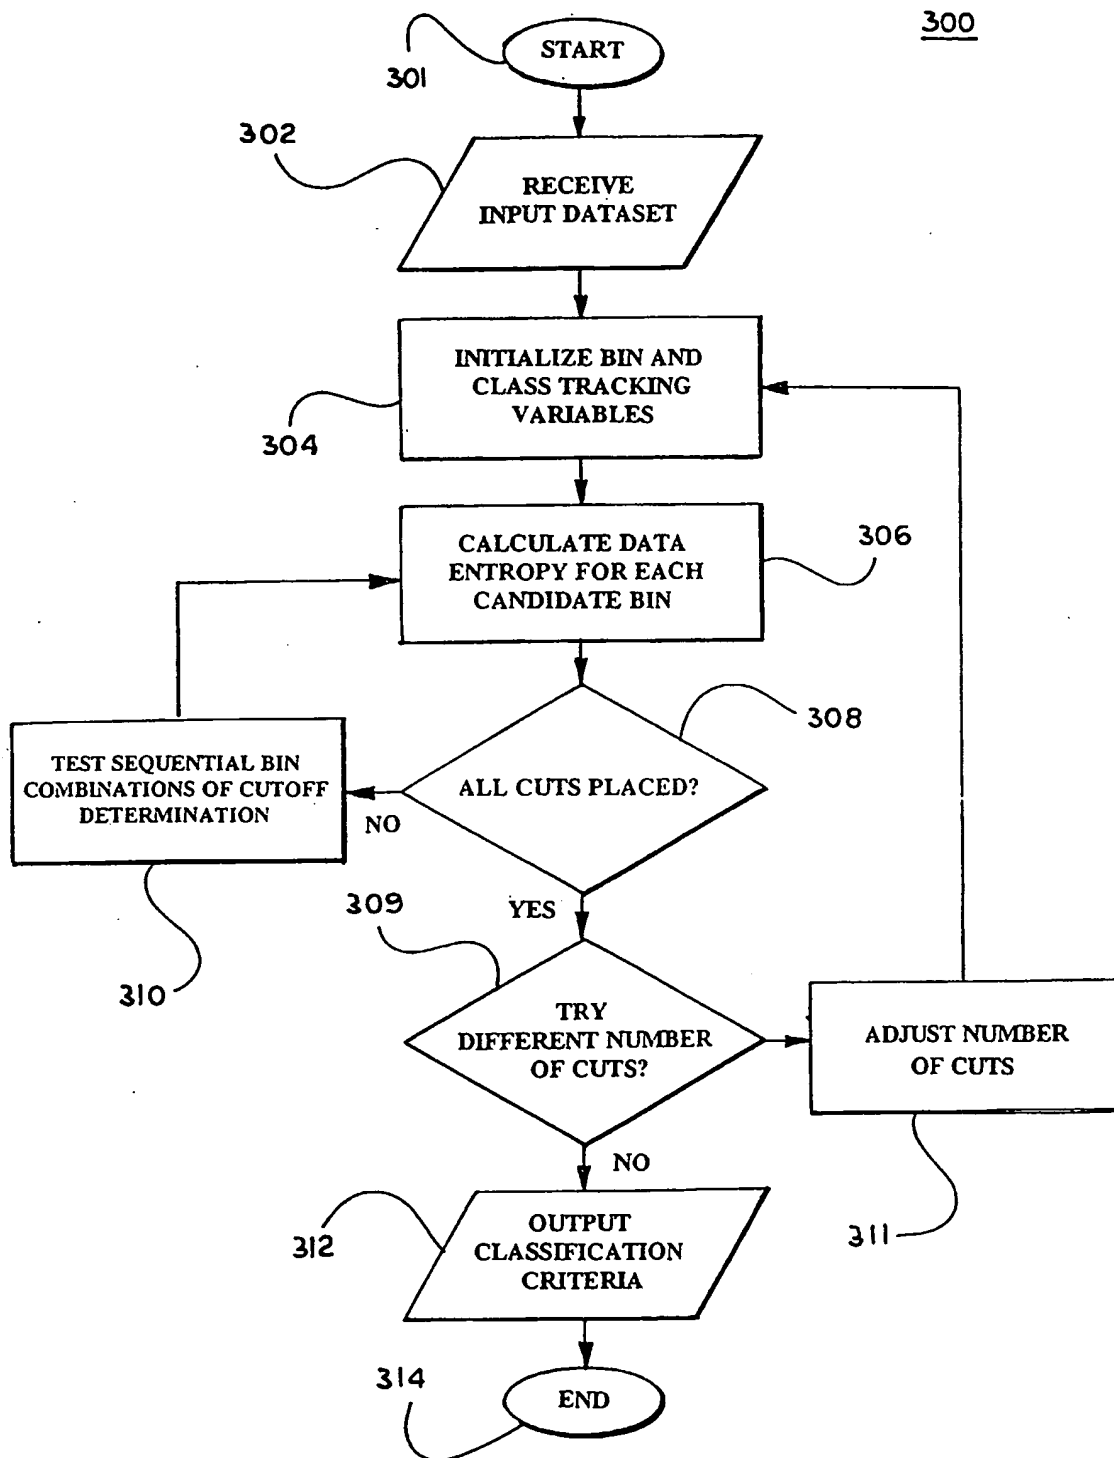 300
START
301
302
RECEIVE
INPUT DATASET
INITIALIZE BIN AND
CLASS TRACKING
VARIABLES
304
CALCULATE DATA
ENTROPY FOR EACH
CANDIDATE BIN
306
308
ALL CUTS PLACED?
TEST SEQUENTIAL BIN
COMBINATIONS OF CUTOFF
DETERMINATION
NO
310
YES
309
TRY
DIFFERENT NUMBER
OF CUTS?
ADJUST NUMBER
OF CUTS
311
NO
312
OUTPUT
CLASSIFICATION
CRITERIA
314
END